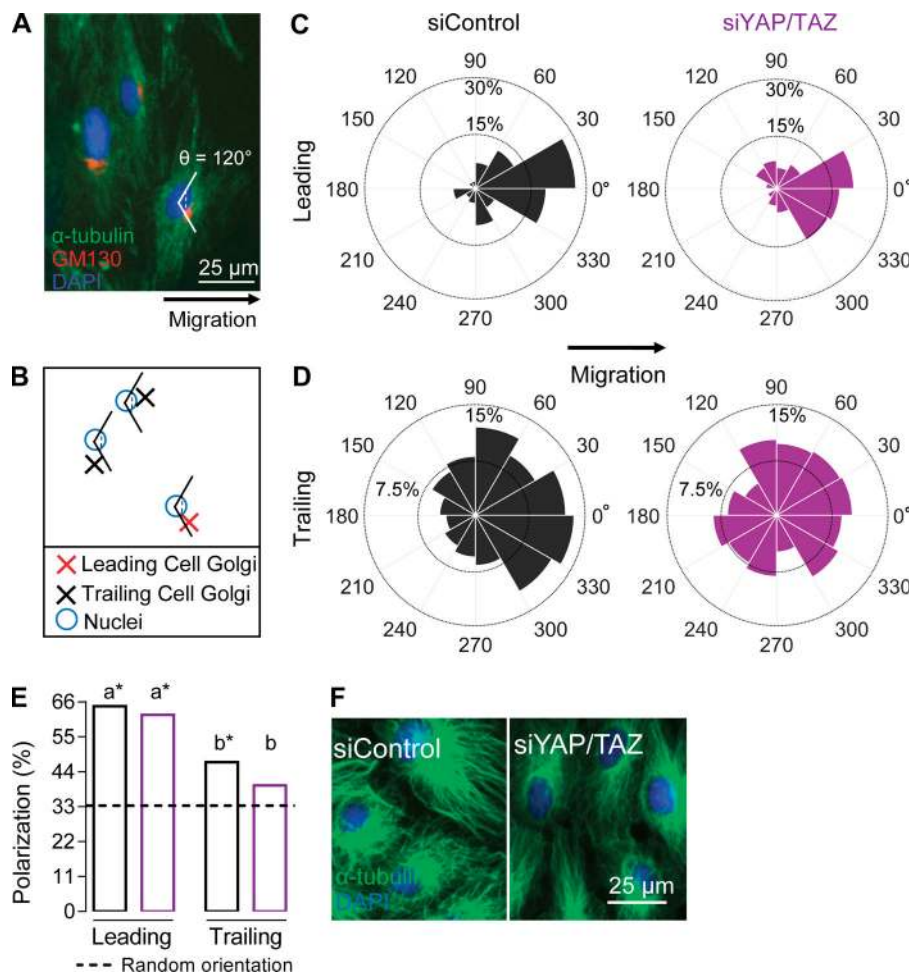 A
θ = 120°
α-tubulin
GM130
DAPI
25 µm
Migration
B
Leading Cell Golgi
Trailing Cell Golgi
Nuclei
C
siControl
siYAP/TAZ
Leading
90
60
30
0°
330
300
270
240
210
180
150
120
30%
15%
90
60
30
0°
330
300
270
240
210
180
150
120
30%
15%
Migration
D
Trailing
90
60
30
0°
330
300
270
240
210
180
150
120
15%
7.5%
90
60
30
0°
330
300
270
240
210
180
150
120
15%
7.5%
E
Polarization (%)
66
55
44
33
22
11
0
a*
a*
b*
b
Leading
Trailing
Random orientation
F
siControl
siYAP/TAZ
α-tubulin
DAPI
25 µm